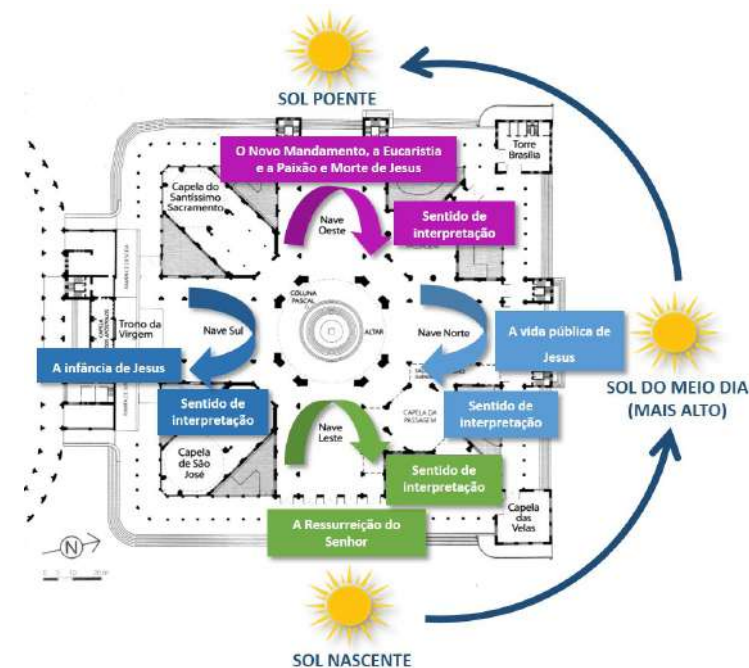 SOL POENTE
O Novo Mandamento, a Eucaristia
e a Paixão e Morte de Jesus
Torre
Brasília
Capela do
Santíssimo
Sacramento
Nave
Oeste
Sentido de
interpretação
COLUNA
PASCAL
ALTAR
Trono da
Virgem
Nave Sul
Nave Norte
A vida pública de
Jesus
A infância de Jesus
Sentido de
interpretação
SOL DO MEIO DIA
(MAIS ALTO)
CAPELA DA
PASSAGEM
Sentido de
interpretação
Nave
Leste
Capela
de São
José
Sentido de
interpretação
A Ressurreição do
Senhor
Capela
das
Velas
N
SOL NASCENTE